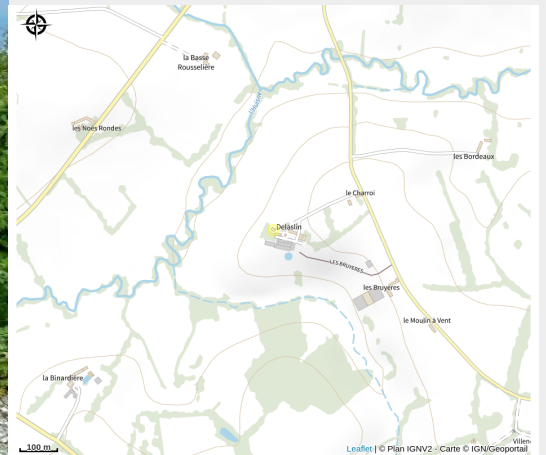 la Basse
Rousselière
l'Huisne
les Noës Rondes
les Bordeaux
le Charroi
Delaslin
LES BRUYERES
les Bruyères
le Moulin à Vent
la Binardière
100 m
Leaflet | © Plan IGNV2 - Carte © IGN/Geoportail